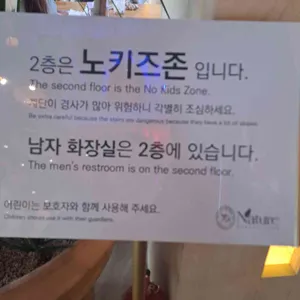 2층은 노키즈존 입니다.
The second floor is the No Kids Zone.
계단이 경사가 많아 위험하니 각별히 조심하세요.
Be extra careful because the stairs are dangerous because they have a lot of slopes.
남자 화장실은 2층에 있습니다.
The men's restroom is on the second floor.
어린이는 보호자와 함께 사용해 주세요.
Children should use it with their guardians.
Nature